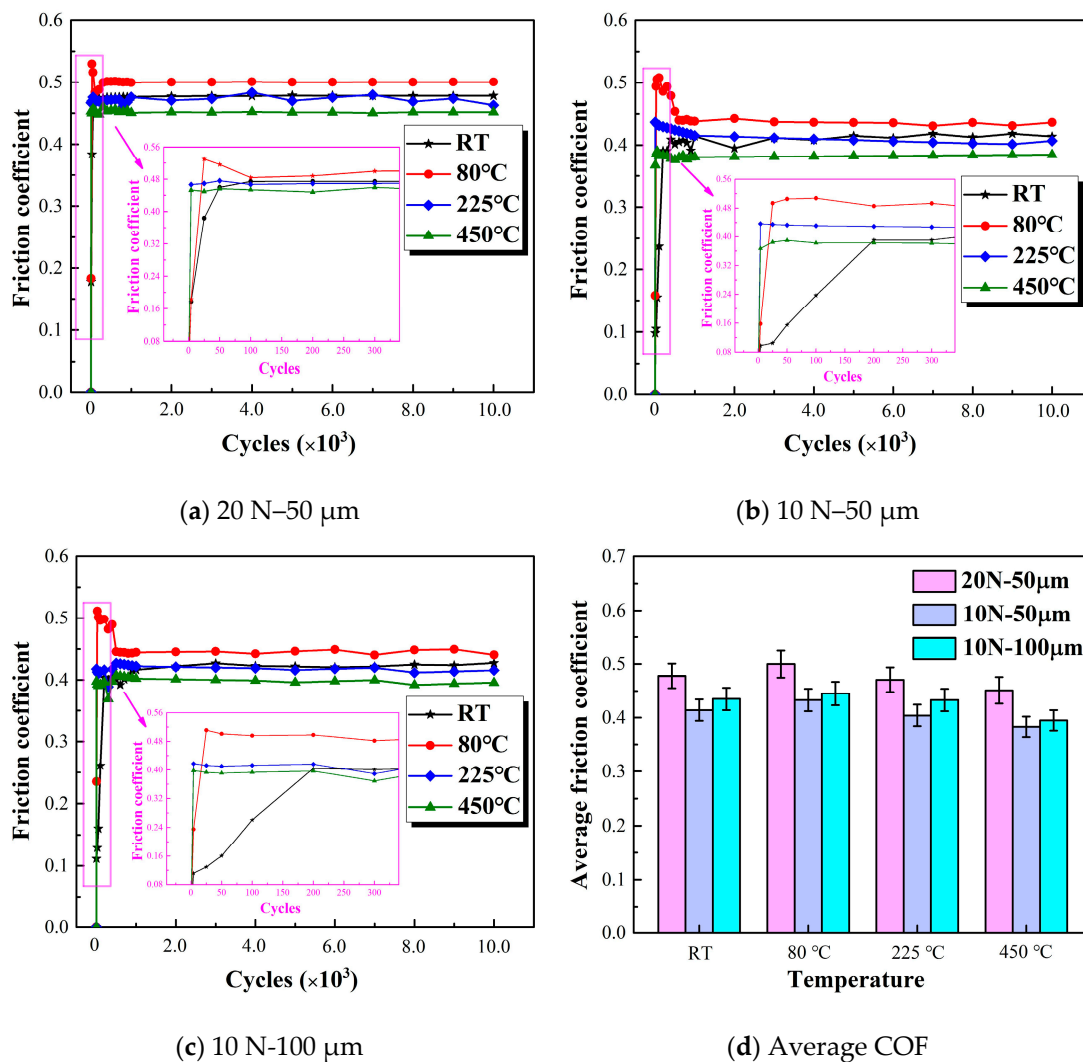 0.6
0.5
0.4
0.3
0.2
0.1
0.0
Friction coefficient
0 2.0 4.0 6.0 8.0 10.0
Cycles (×10³)
RT
80℃
225℃
450℃
0.56
0.48
0.40
0.32
0.24
0.16
0.08
Friction coefficient
0 50 100 150 200 250 300
Cycles
(a) 20 N–50 μm
0.6
0.5
0.4
0.3
0.2
0.1
0.0
Friction coefficient
0 2.0 4.0 6.0 8.0 10.0
Cycles (×10³)
RT
80℃
225℃
450℃
0.56
0.48
0.40
0.32
0.24
0.16
0.08
Friction coefficient
0 50 100 150 200 250 300
Cycles
(b) 10 N–50 μm
0.6
0.5
0.4
0.3
0.2
0.1
0.0
Friction coefficient
0 2.0 4.0 6.0 8.0 10.0
Cycles (×10³)
RT
80℃
225℃
450℃
0.56
0.48
0.40
0.32
0.24
0.16
0.08
Friction coefficient
0 50 100 150 200 250 300
Cycles
(c) 10 N-100 μm
0.7
0.6
0.5
0.4
0.3
0.2
0.1
0.0
Average friction coefficient
20N-50μm
10N-50μm
10N-100μm
RT 80 ℃ 225 ℃ 450 ℃
Temperature
(d) Average COF